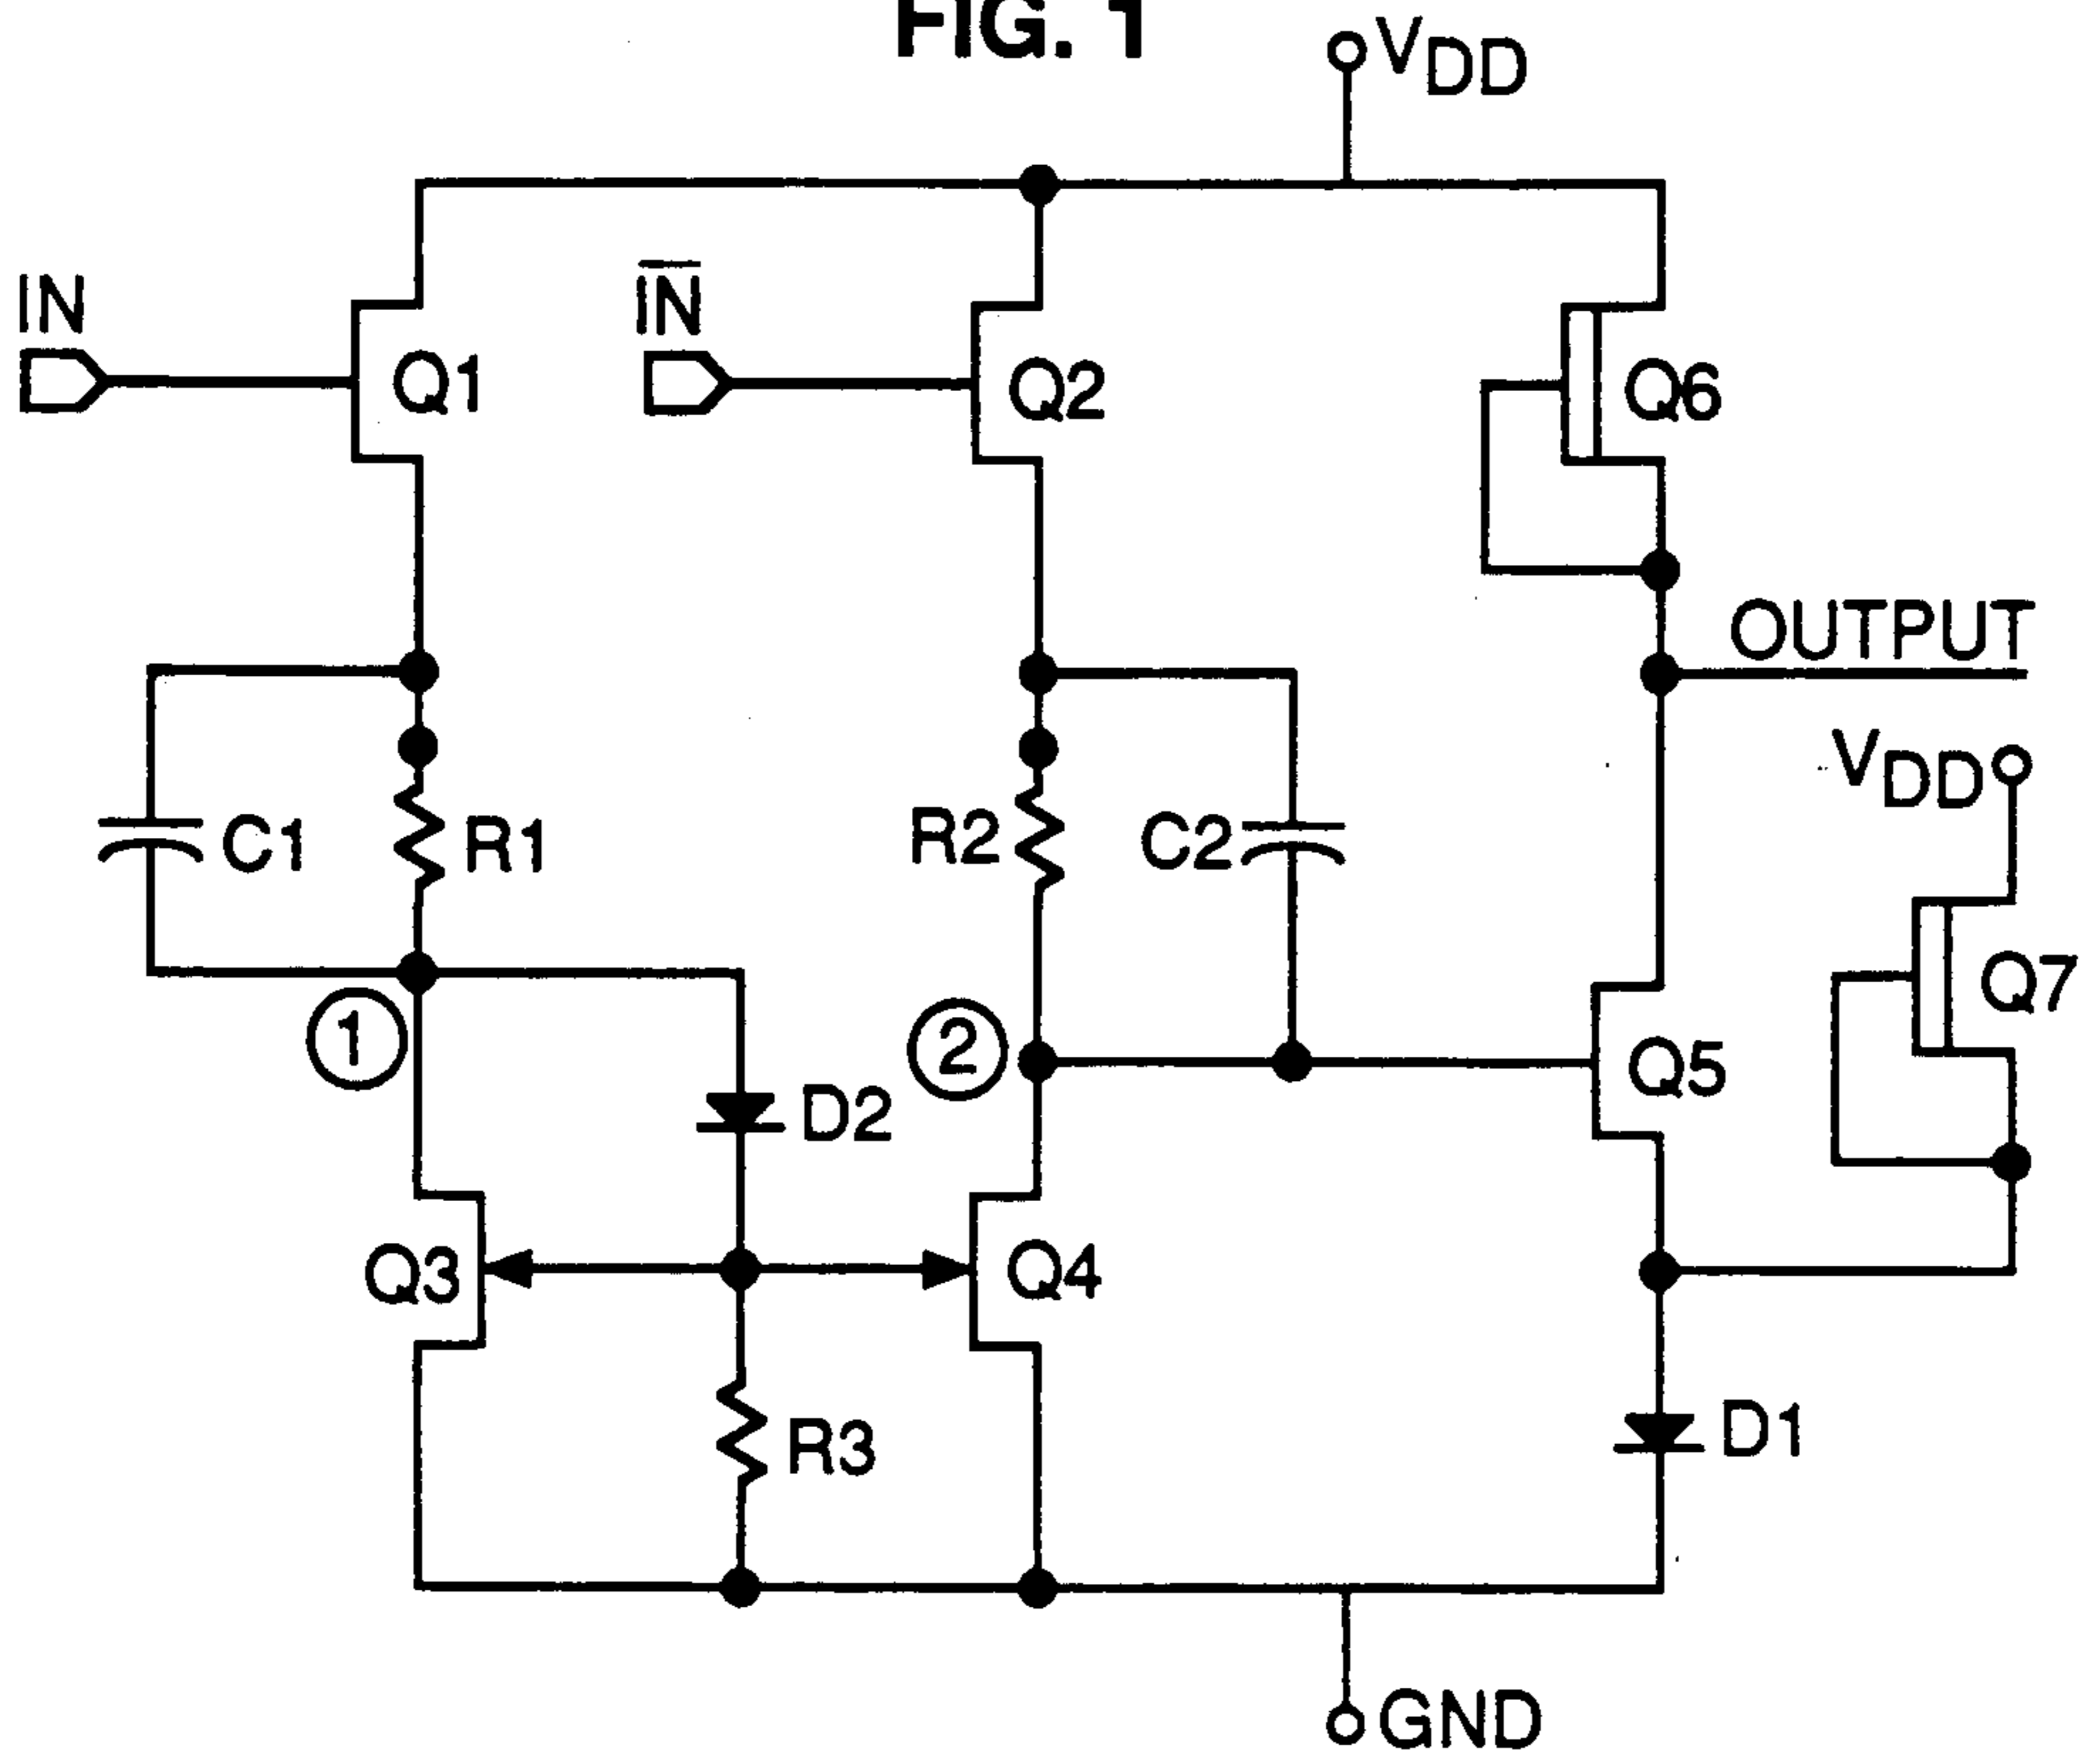 FIG. 1
VDD
IN
Q1
I̅N̅
Q2
Q6
OUTPUT
VDD
C1
R1
R2
C2
Q7
1
2
D2
Q5
Q3
Q4
R3
D1
GND